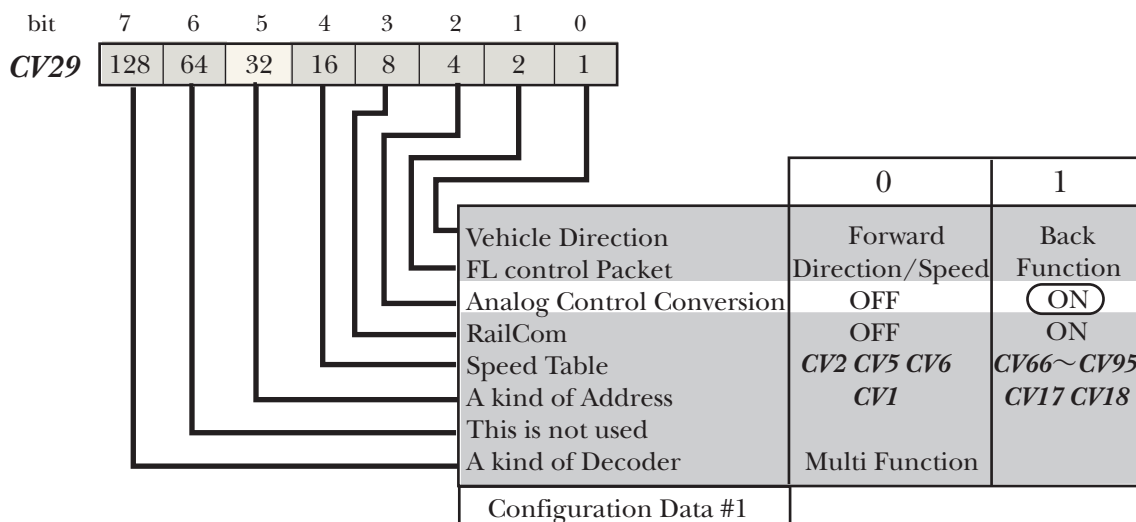 bit 7 6 5 4 3 2 1 0
CV29 128 64 32 16 8 4 2 1
0 1
Vehicle Direction Forward Back
FL control Packet Direction/Speed Function
Analog Control Conversion OFF ON
RailCom OFF ON
Speed Table CV2 CV5 CV6 CV66~CV95
A kind of Address CV1 CV17 CV18
This is not used
A kind of Decoder Multi Function
Configuration Data #1